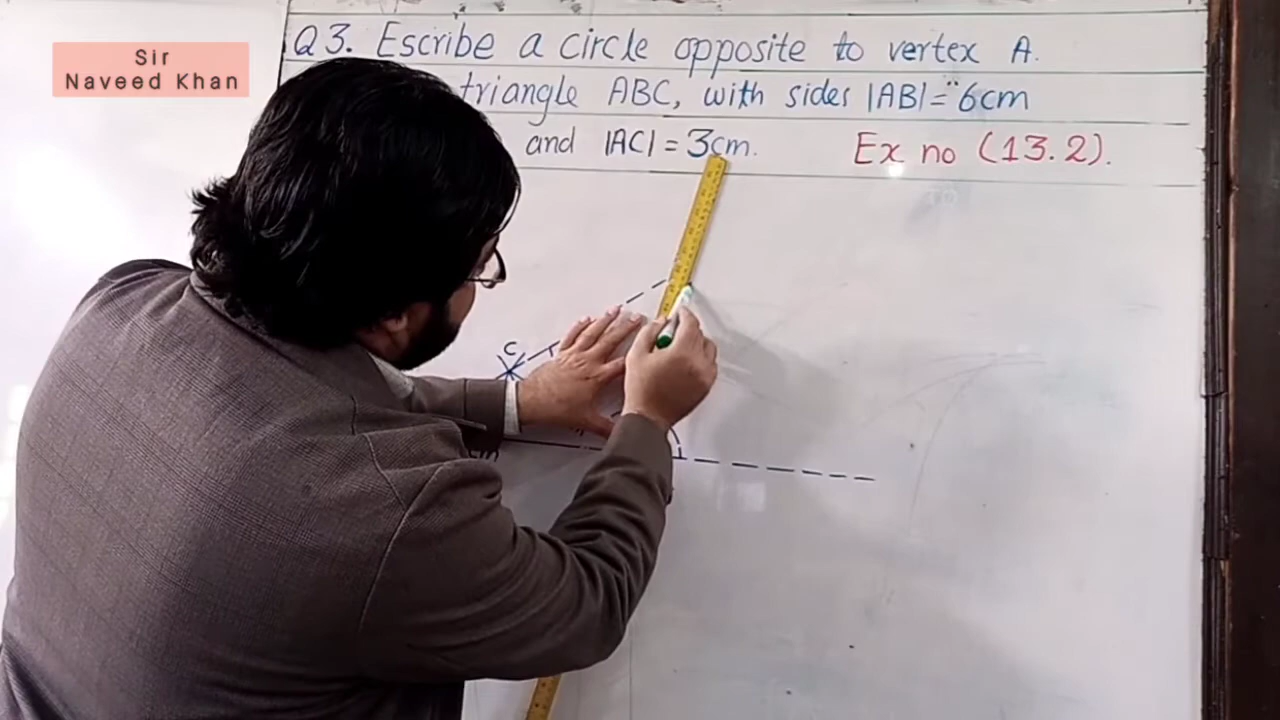 Sir
Naveed Khan
Q3. Escribe a circle opposite to vertex A.
triangle ABC, with sides |AB|= 6cm
and |AC| = 3cm. Ex no (13.2).
C